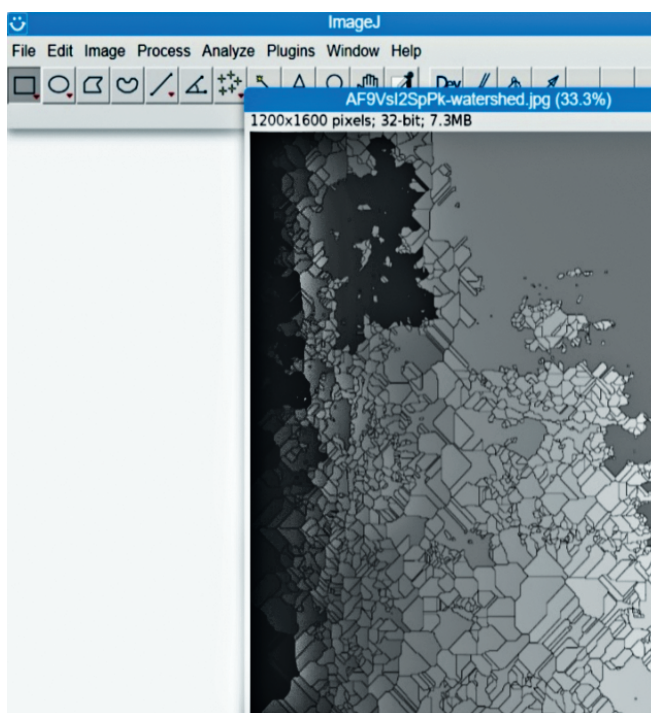 ImageJ
File Edit Image Process Analyze Plugins Window Help
Dev
AF9VsI2SpPk-watershed.jpg (33.3%)
1200x1600 pixels; 32-bit; 7.3MB